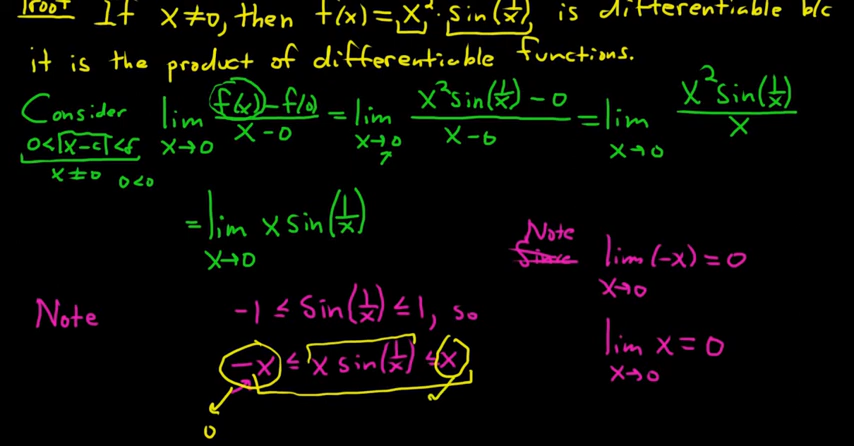 Proof If x≠0, then f(x) = x² · sin(1/x) is differentiable b/c
it is the product of differentiable functions.
Consider lim x→0 (f(x)-f(0))/(x-0) = lim x→0 (x² sin(1/x) - 0)/(x-0) = lim x→0 (x² sin(1/x))/x
0<|x-c|<δ
x≠0 0<0
= lim x→0 x sin(1/x)
Note -1 ≤ sin(1/x) ≤ 1, so
-x ≤ x sin(1/x) ≤ x
0
Note
Since lim x→0 (-x) = 0
lim x→0 x = 0